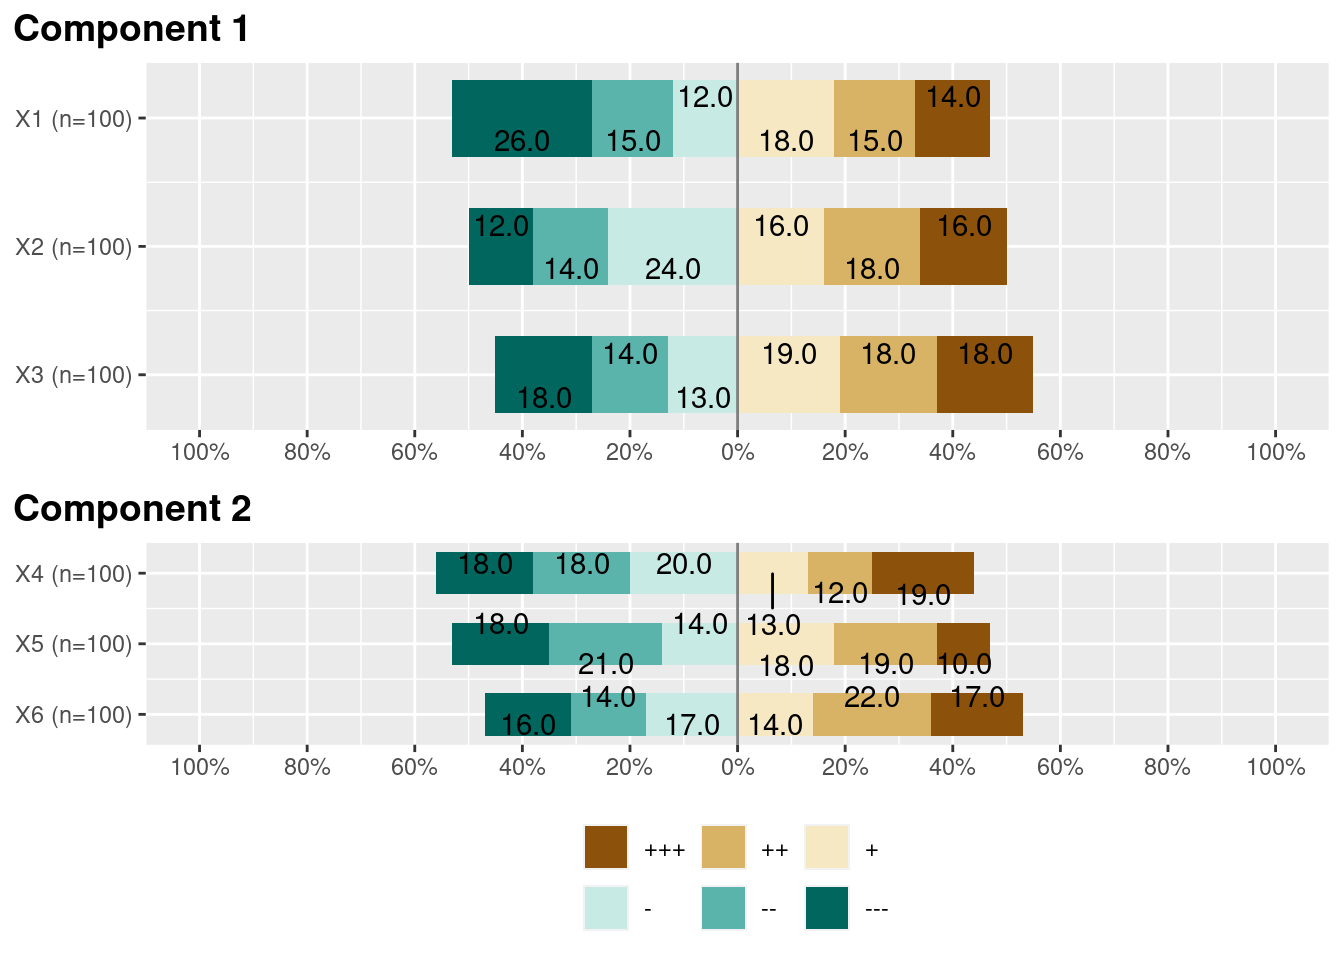 Component 1
12.0 14.0
X1 (n=100)
26.0 15.0 18.0 15.0
12.0 16.0 16.0
X2 (n=100)
14.0 24.0 18.0
14.0 19.0 18.0 18.0
X3 (n=100)
18.0 13.0
100% 80% 60% 40% 20% 0% 20% 40% 60% 80% 100%
Component 2
18.0 18.0 20.0
X4 (n=100)
12.0 19.0
18.0 14.0 13.0
X5 (n=100)
21.0 18.0 19.0 10.0
14.0 22.0 17.0
X6 (n=100)
16.0 17.0 14.0
100% 80% 60% 40% 20% 0% 20% 40% 60% 80% 100%
+++ ++ +
- -- ---